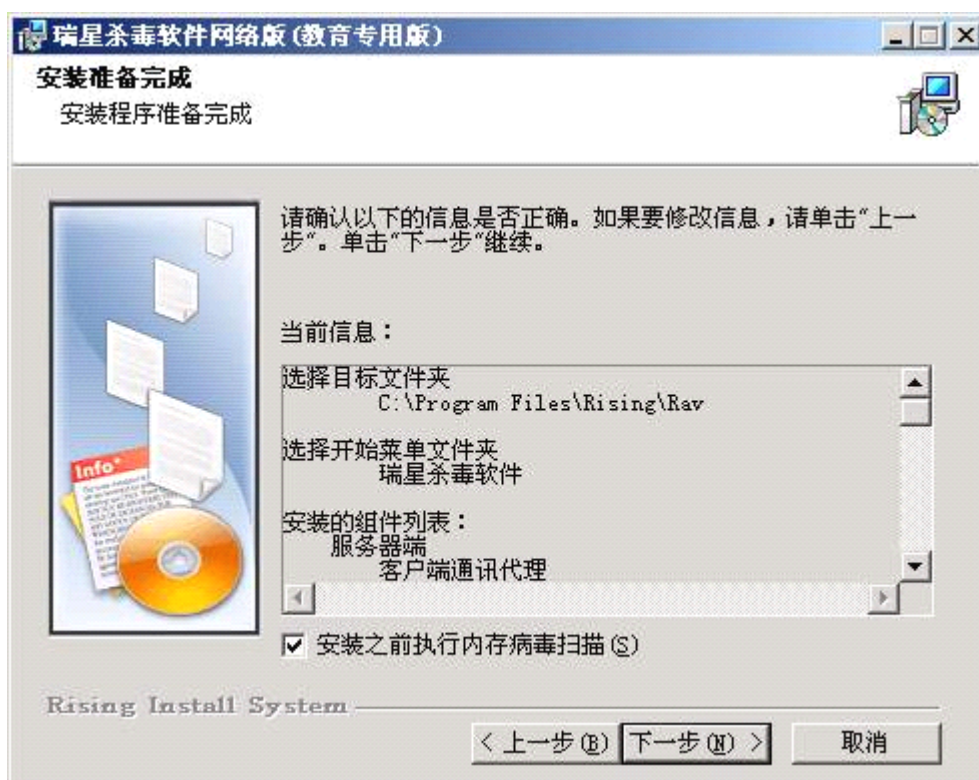 瑞星杀毒软件网络版(教育专用版)
安装准备完成
安装程序准备完成
请确认以下的信息是否正确。如果要修改信息，请单击“上一
步”。单击“下一步”继续。
当前信息：
选择目标文件夹
C:\Program Files\Rising\Rav
选择开始菜单文件夹
瑞星杀毒软件
安装的组件列表：
服务器端
客户端通讯代理
Info
安装之前执行内存病毒扫描(S)
Rising Install System
< 上一步(B)
下一步(N) >
取消